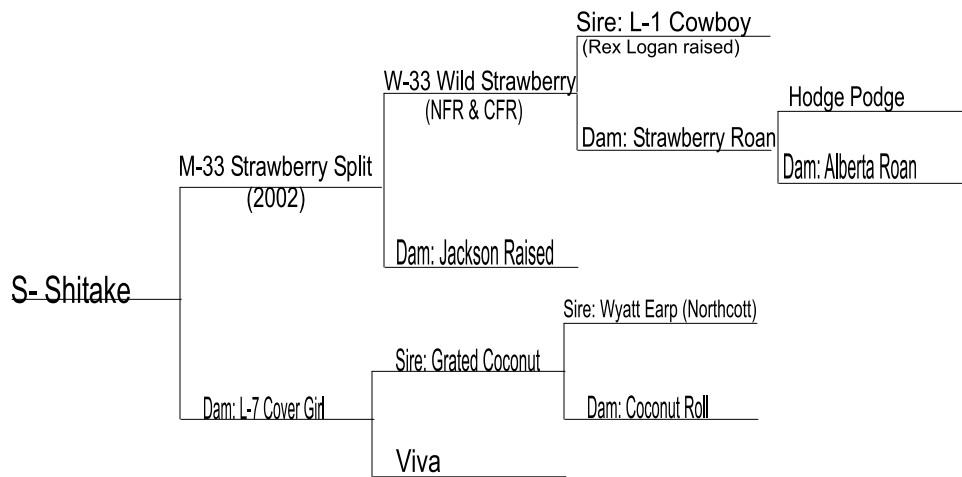 Sire: L-1 Cowboy
(Rex Logan raised)
W-33 Wild Strawberry
(NFR & CFR)
Hodge Podge
Dam: Strawberry Roan
M-33 Strawberry Split
(2002)
Dam: Alberta Roan
Dam: Jackson Raised
S- Shitake
Sire: Wyatt Earp (Northcott)
Sire: Grated Coconut
Dam: L-7 Cover Girl
Dam: Coconut Roll
Viva